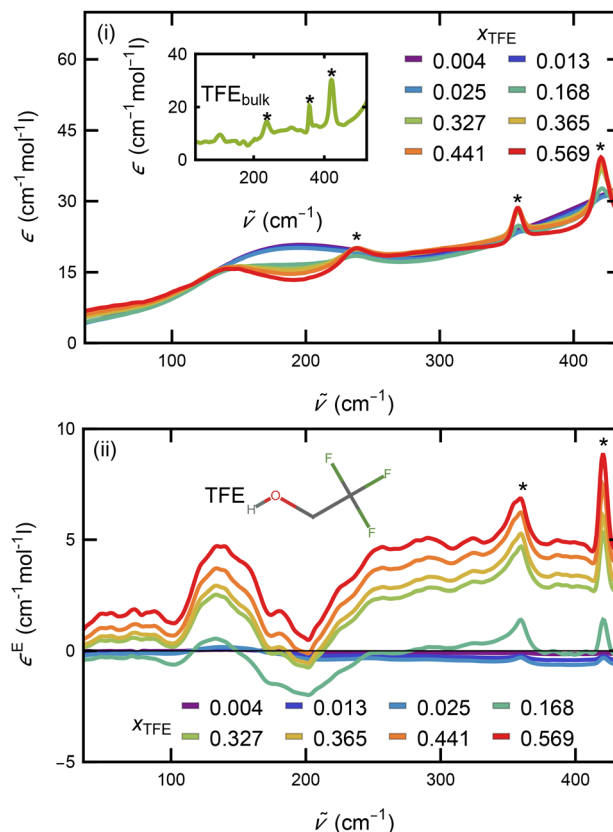 (i)
x_TFE
60
45
30
15
0
ϵ (cm⁻¹mol⁻¹l)
40
20
0
ϵ (cm⁻¹mol⁻¹l)
TFE_bulk
* * *
200 400
ν̃ (cm⁻¹)
0.004 0.013
0.025 0.168
0.327 0.365
0.441 0.569
* * *
100 200 300 400
ν̃ (cm⁻¹)
(ii)
10
5
0
−5
ϵ^E (cm⁻¹mol⁻¹l)
TFE H O F F F
* *
0.004 0.013 0.025 0.168
x_TFE
0.327 0.365 0.441 0.569
100 200 300 400
ν̃ (cm⁻¹)